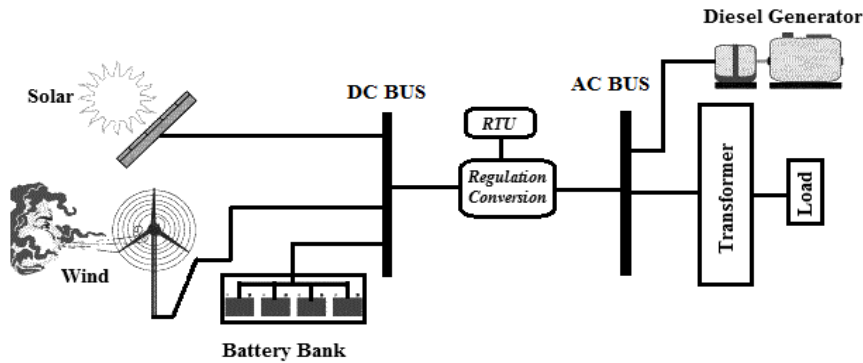 Diesel Generator
Solar
DC BUS
AC BUS
RTU
Regulation
Conversion
Transformer
Load
Wind
Battery Bank